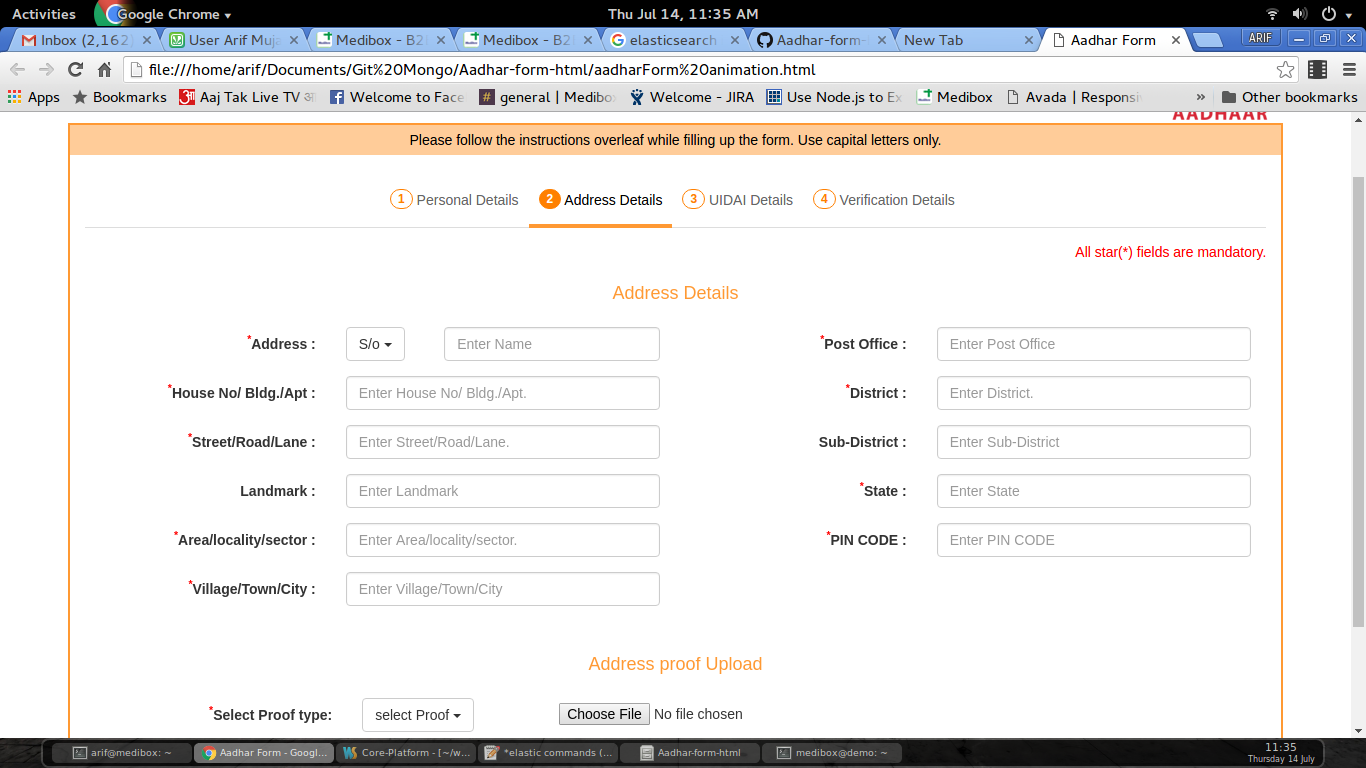 Activities Google Chrome Thu Jul 14, 11:35 AM
Inbox (2,162) User Arif Muja Medibox - B2 Medibox - B2 elasticsearch Aadhar-form- New Tab Aadhar Form ARIF
file:///home/arif/Documents/Git%20Mongo/Aadhar-form-html/aadharForm%20animation.html
Apps Bookmarks Aaj Tak Live TV Welcome to Face general | Medibo Welcome - JIRA Use Node.js to Ex Medibox Avada | Responsi » Other bookmarks
AADHAAR
Please follow the instructions overleaf while filling up the form. Use capital letters only.
1 Personal Details 2 Address Details 3 UIDAI Details 4 Verification Details
All star(*) fields are mandatory.
Address Details
*Address : S/o Enter Name *Post Office : Enter Post Office
*House No/ Bldg./Apt : Enter House No/ Bldg./Apt. *District : Enter District.
*Street/Road/Lane : Enter Street/Road/Lane. Sub-District : Enter Sub-District
Landmark : Enter Landmark *State : Enter State
*Area/locality/sector : Enter Area/locality/sector. *PIN CODE : Enter PIN CODE
*Village/Town/City : Enter Village/Town/City
Address proof Upload
*Select Proof type: select Proof Choose File No file chosen
arif@medibox: ~ Aadhar Form - Googl... Core-Platform - [~/w... *elastic commands (... Aadhar-form-html medibox@demo: ~ 11:35
Thursday 14 July